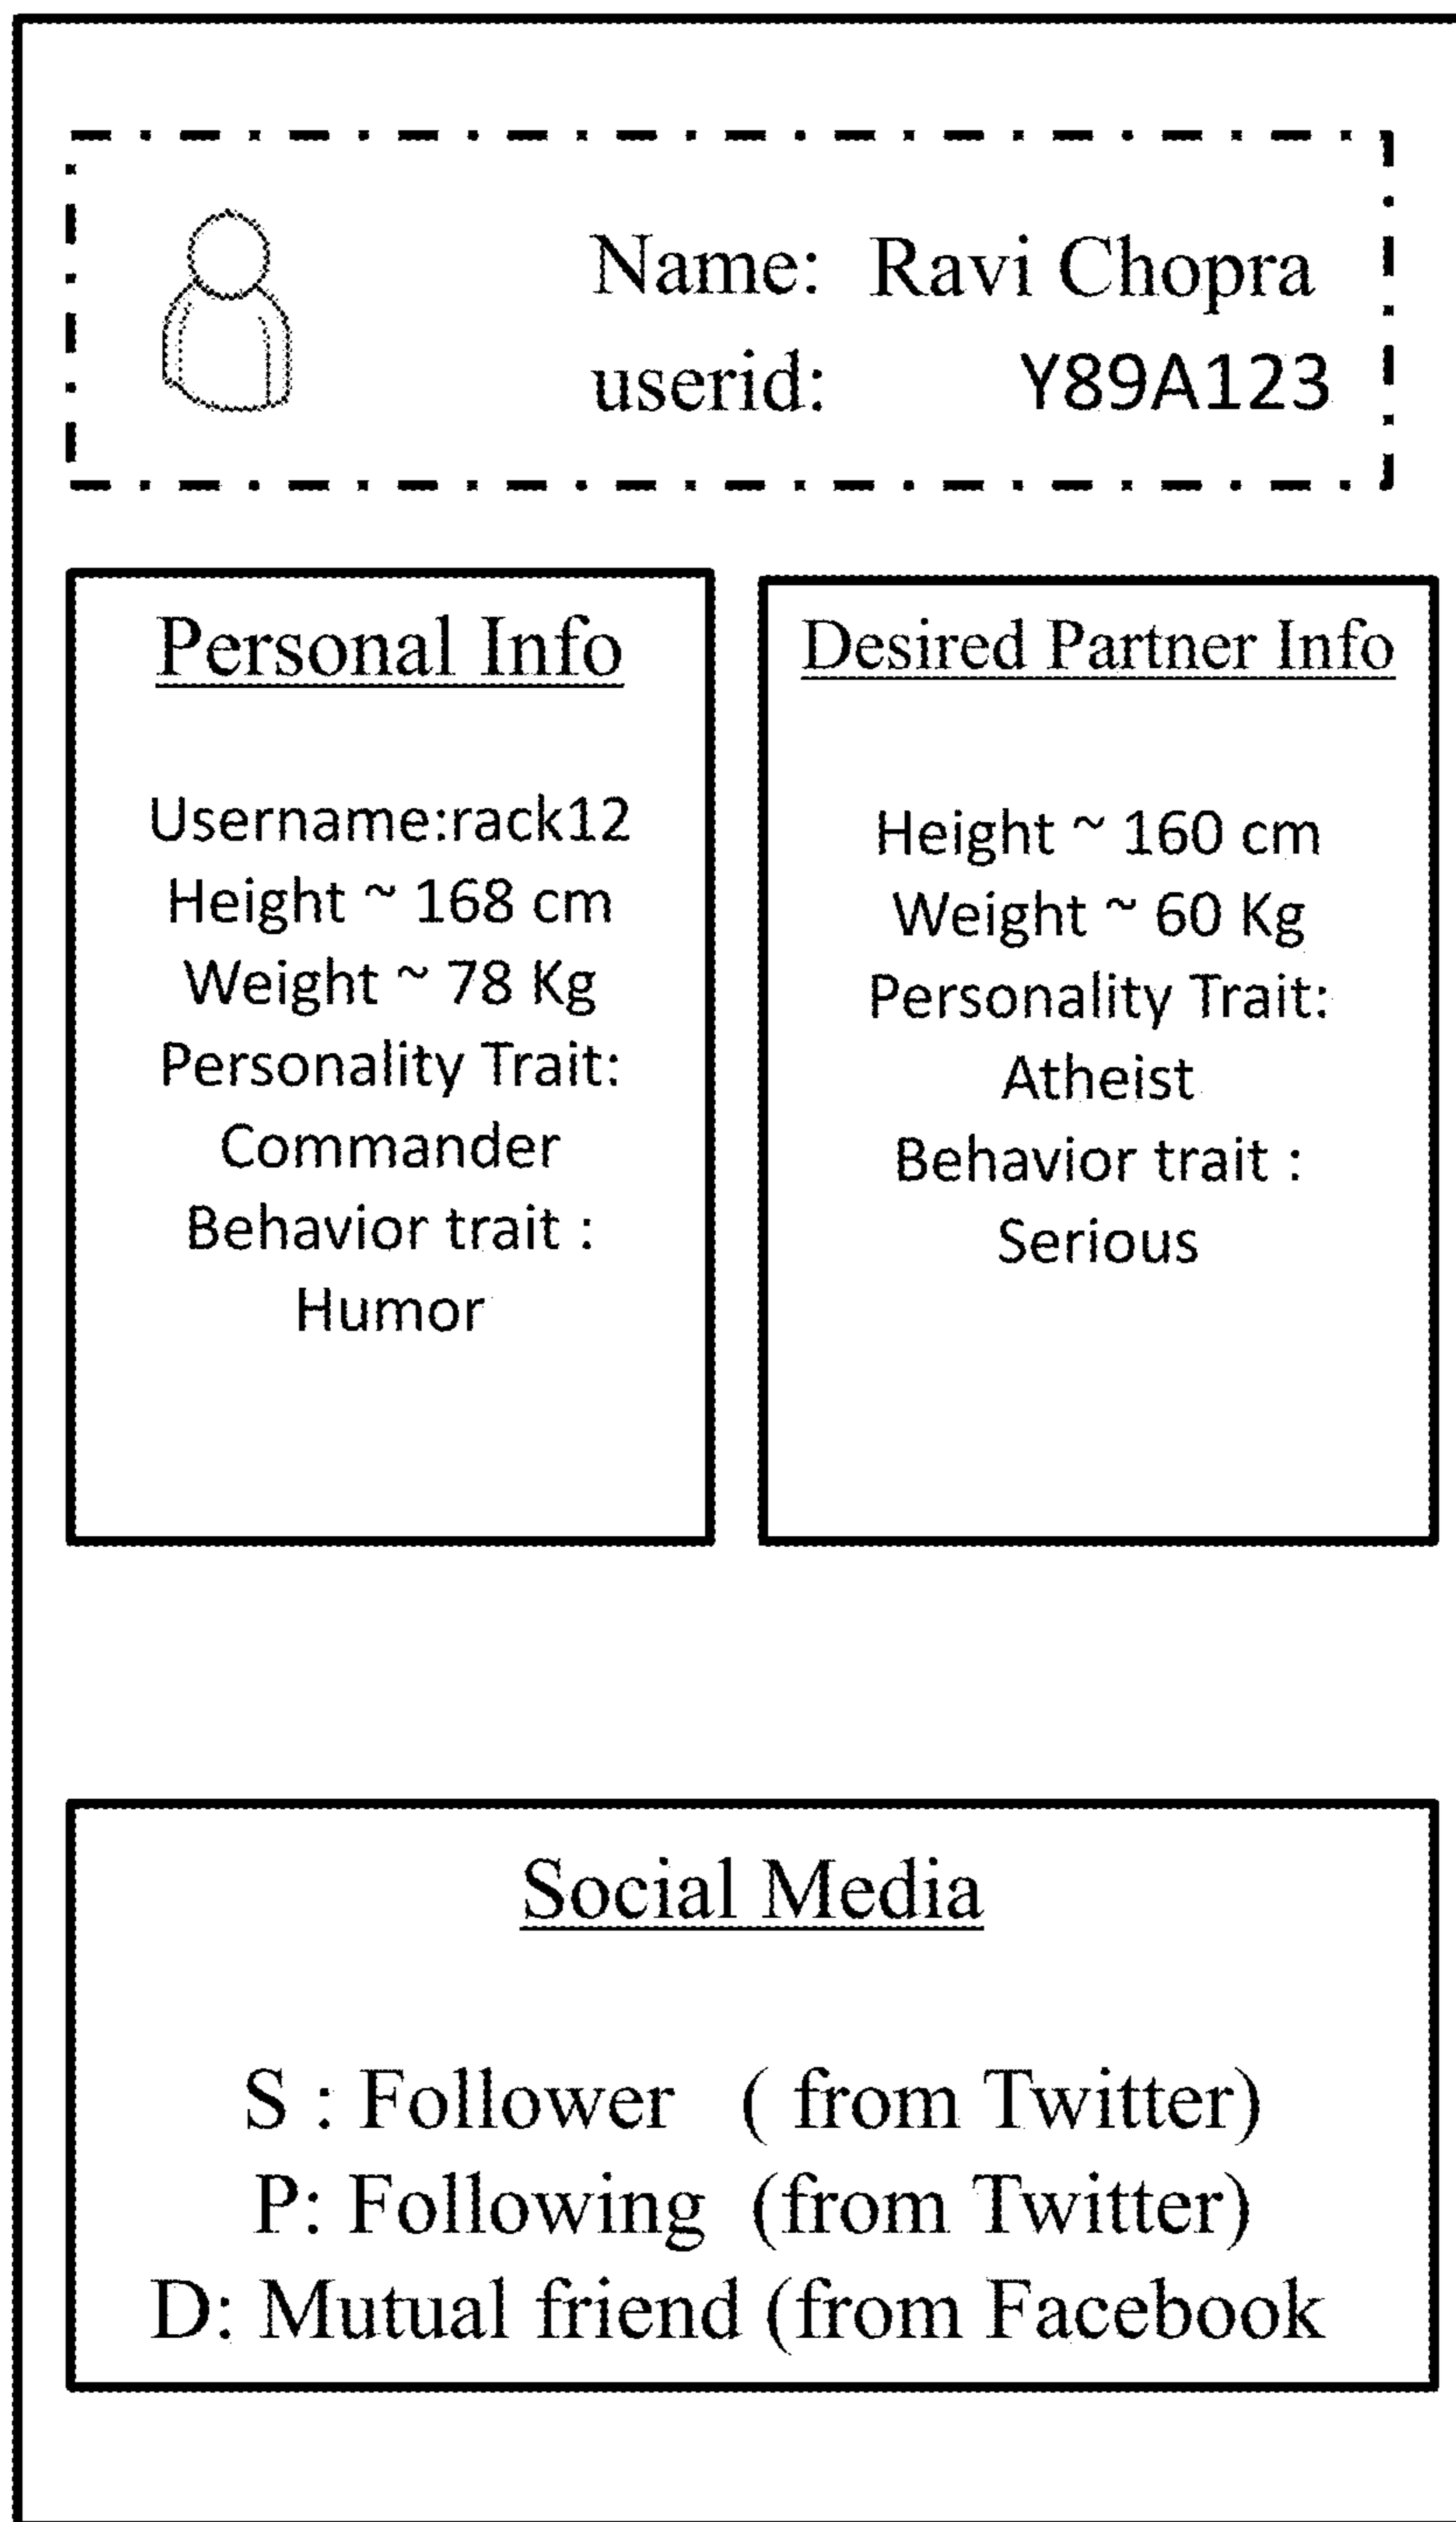 Name: Ravi Chopra
userid: Y89A123
Personal Info
Username:rack12
Height ~ 168 cm
Weight ~ 78 Kg
Personality Trait:
Commander
Behavior trait :
Humor
Desired Partner Info
Height ~ 160 cm
Weight ~ 60 Kg
Personality Trait:
Atheist
Behavior trait :
Serious
Social Media
S : Follower ( from Twitter)
P: Following (from Twitter)
D: Mutual friend (from Facebook